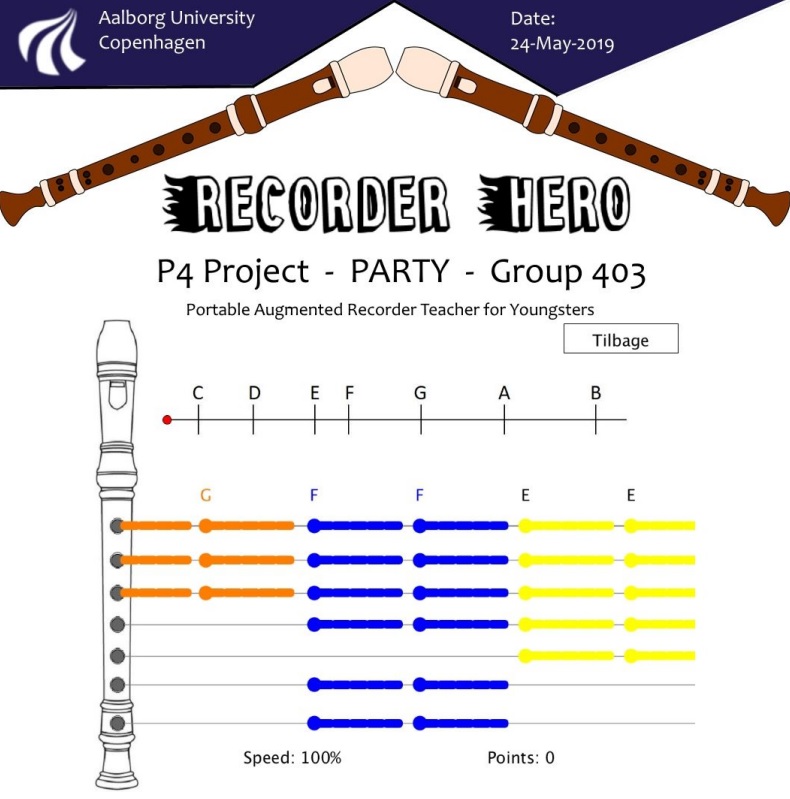 Aalborg University
Copenhagen
Date:
24-May-2019
RECORDER HERO
P4 Project - PARTY - Group 403
Portable Augmented Recorder Teacher for Youngsters
Tilbage
C D E F G A B
G F F E E
Speed: 100% Points: 0